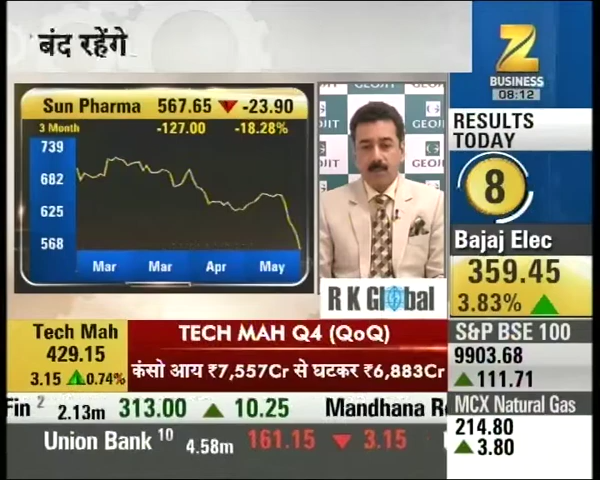 बंद रहेंगे
Z
BUSINESS
08:12
Sun Pharma 567.65 -23.90
3 Month -127.00 -18.28%
739
682
625
568
Mar Mar Apr May
GEOJIT
GEOJIT
GEOJIT
R K Global
RESULTS
TODAY
8
Bajaj Elec
359.45
3.83%
S&P BSE 100
9903.68
111.71
MCX Natural Gas
214.80
3.80
Tech Mah
429.15
3.15 0.74%
TECH MAH Q4 (QoQ)
कंसो आय ₹7,557Cr से घटकर ₹6,883Cr
Fin 2 2.13m 313.00 10.25 Mandhana R
Union Bank 10 4.58m 161.15 3.15